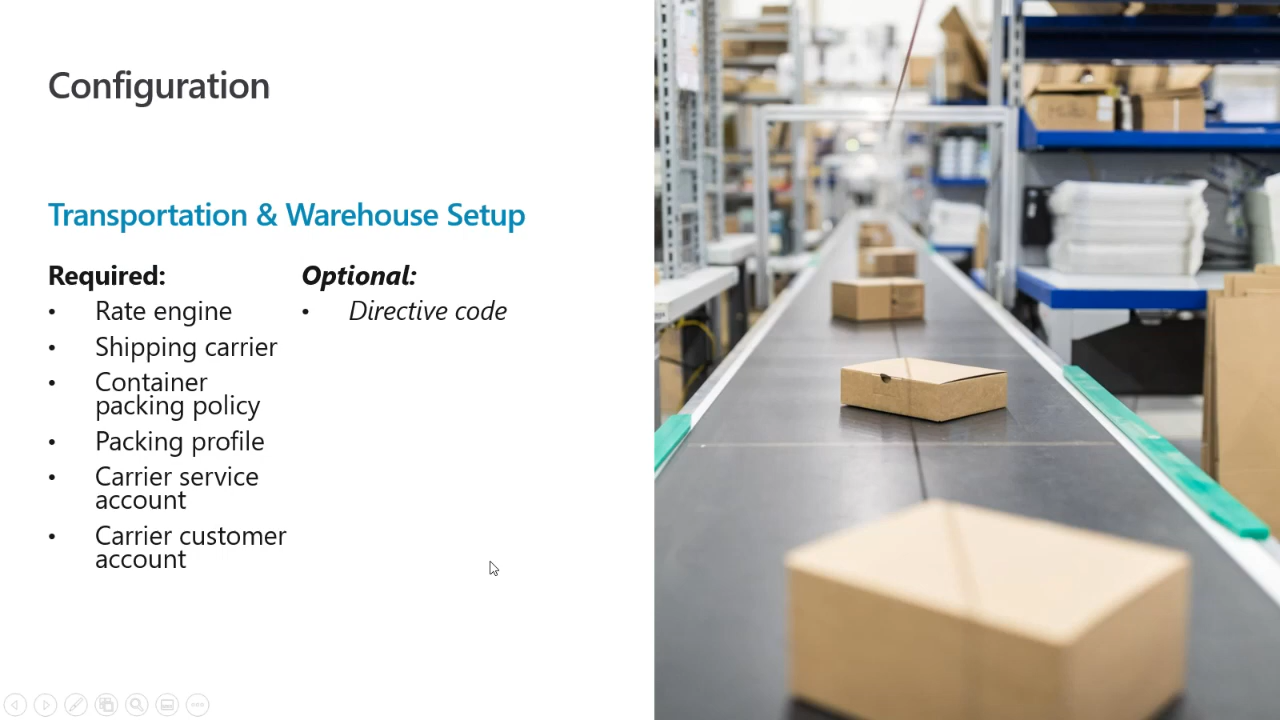 Configuration
Transportation & Warehouse Setup
Required:
• Rate engine
• Shipping carrier
• Container
packing policy
• Packing profile
• Carrier service
account
• Carrier customer
account
Optional:
• Directive code